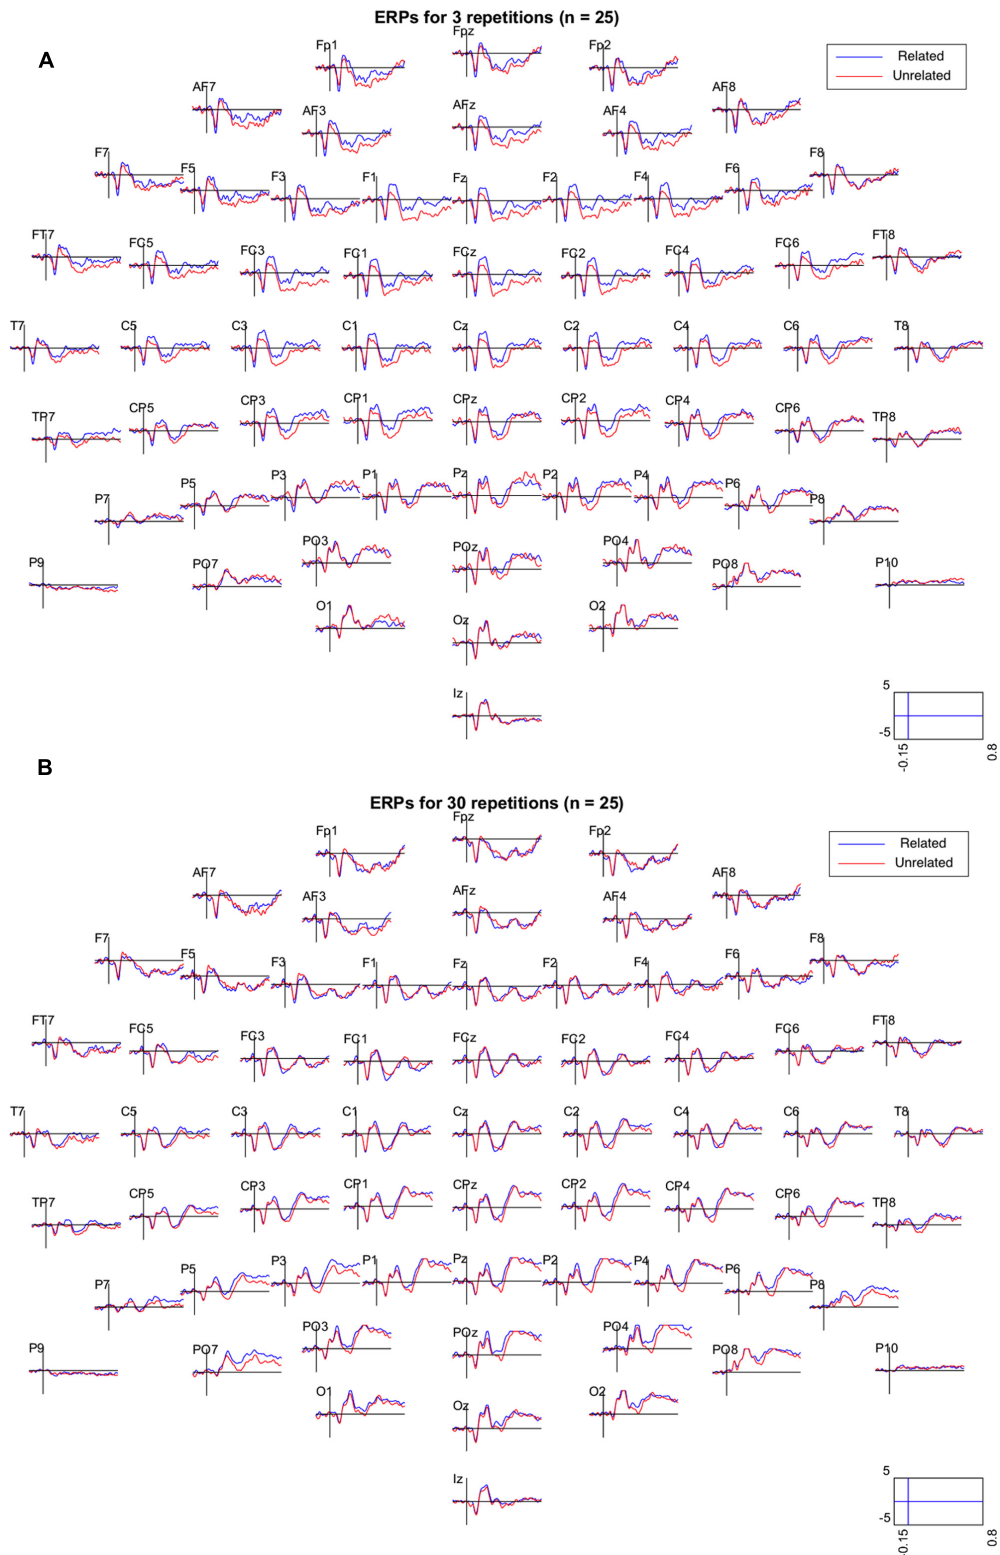 ERPs for 3 repetitions (n = 25)
A
Related
Unrelated
Fp1 Fpz Fp2
AF7 AF3 AFz AF4 AF8
F7 F5 F3 F1 Fz F2 F4 F6 F8
FT7 FC5 FC3 FC1 FCz FC2 FC4 FC6 FT8
T7 C5 C3 C1 Cz C2 C4 C6 T8
TP7 CP5 CP3 CP1 CPz CP2 CP4 CP6 TP8
P7 P5 P3 P1 Pz P2 P4 P6 P8
P9 PO7 PO3 POz PO4 PO8 P10
O1 Oz O2
Iz
5
-5
-0.15 0.8
B
ERPs for 30 repetitions (n = 25)
Related
Unrelated
Fp1 Fpz Fp2
AF7 AF3 AFz AF4 AF8
F7 F5 F3 F1 Fz F2 F4 F6 F8
FT7 FC5 FC3 FC1 FCz FC2 FC4 FC6 FT8
T7 C5 C3 C1 Cz C2 C4 C6 T8
TP7 CP5 CP3 CP1 CPz CP2 CP4 CP6 TP8
P7 P5 P3 P1 Pz P2 P4 P6 P8
P9 PO7 PO3 POz PO4 PO8 P10
O1 Oz O2
Iz
5
-5
-0.15 0.8